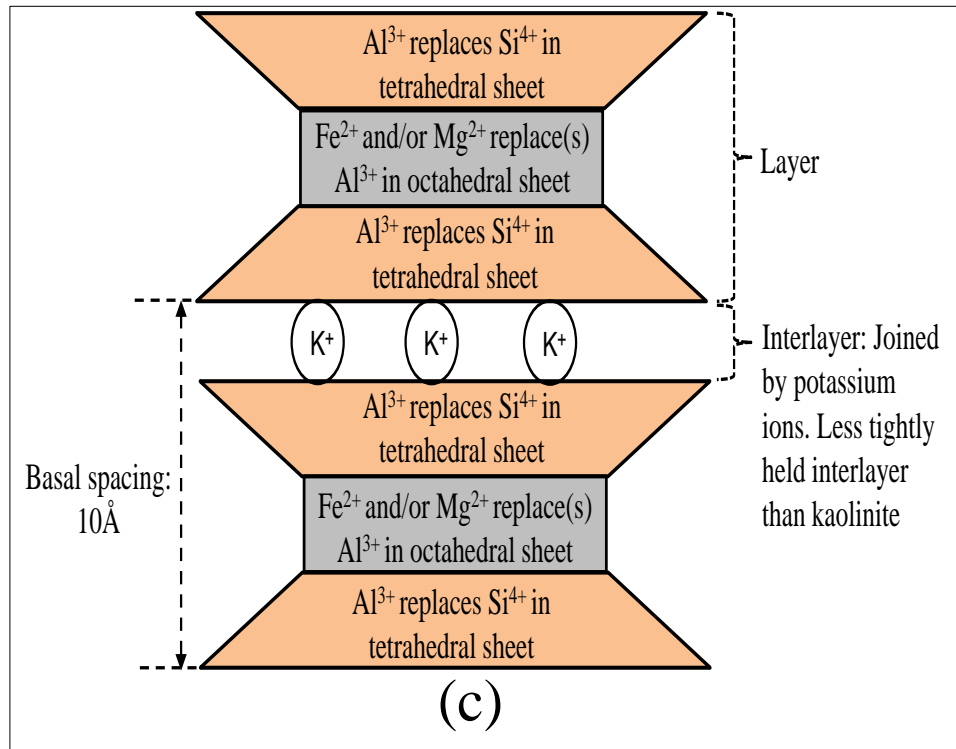 Al³⁺ replaces Si⁴⁺ in
tetrahedral sheet
Fe²⁺ and/or Mg²⁺ replace(s)
Al³⁺ in octahedral sheet
Al³⁺ replaces Si⁴⁺ in
tetrahedral sheet
Layer
K⁺
K⁺
K⁺
Interlayer: Joined
by potassium
ions. Less tightly
held interlayer
than kaolinite
Al³⁺ replaces Si⁴⁺ in
tetrahedral sheet
Basal spacing:
10Å
Fe²⁺ and/or Mg²⁺ replace(s)
Al³⁺ in octahedral sheet
Al³⁺ replaces Si⁴⁺ in
tetrahedral sheet
(c)